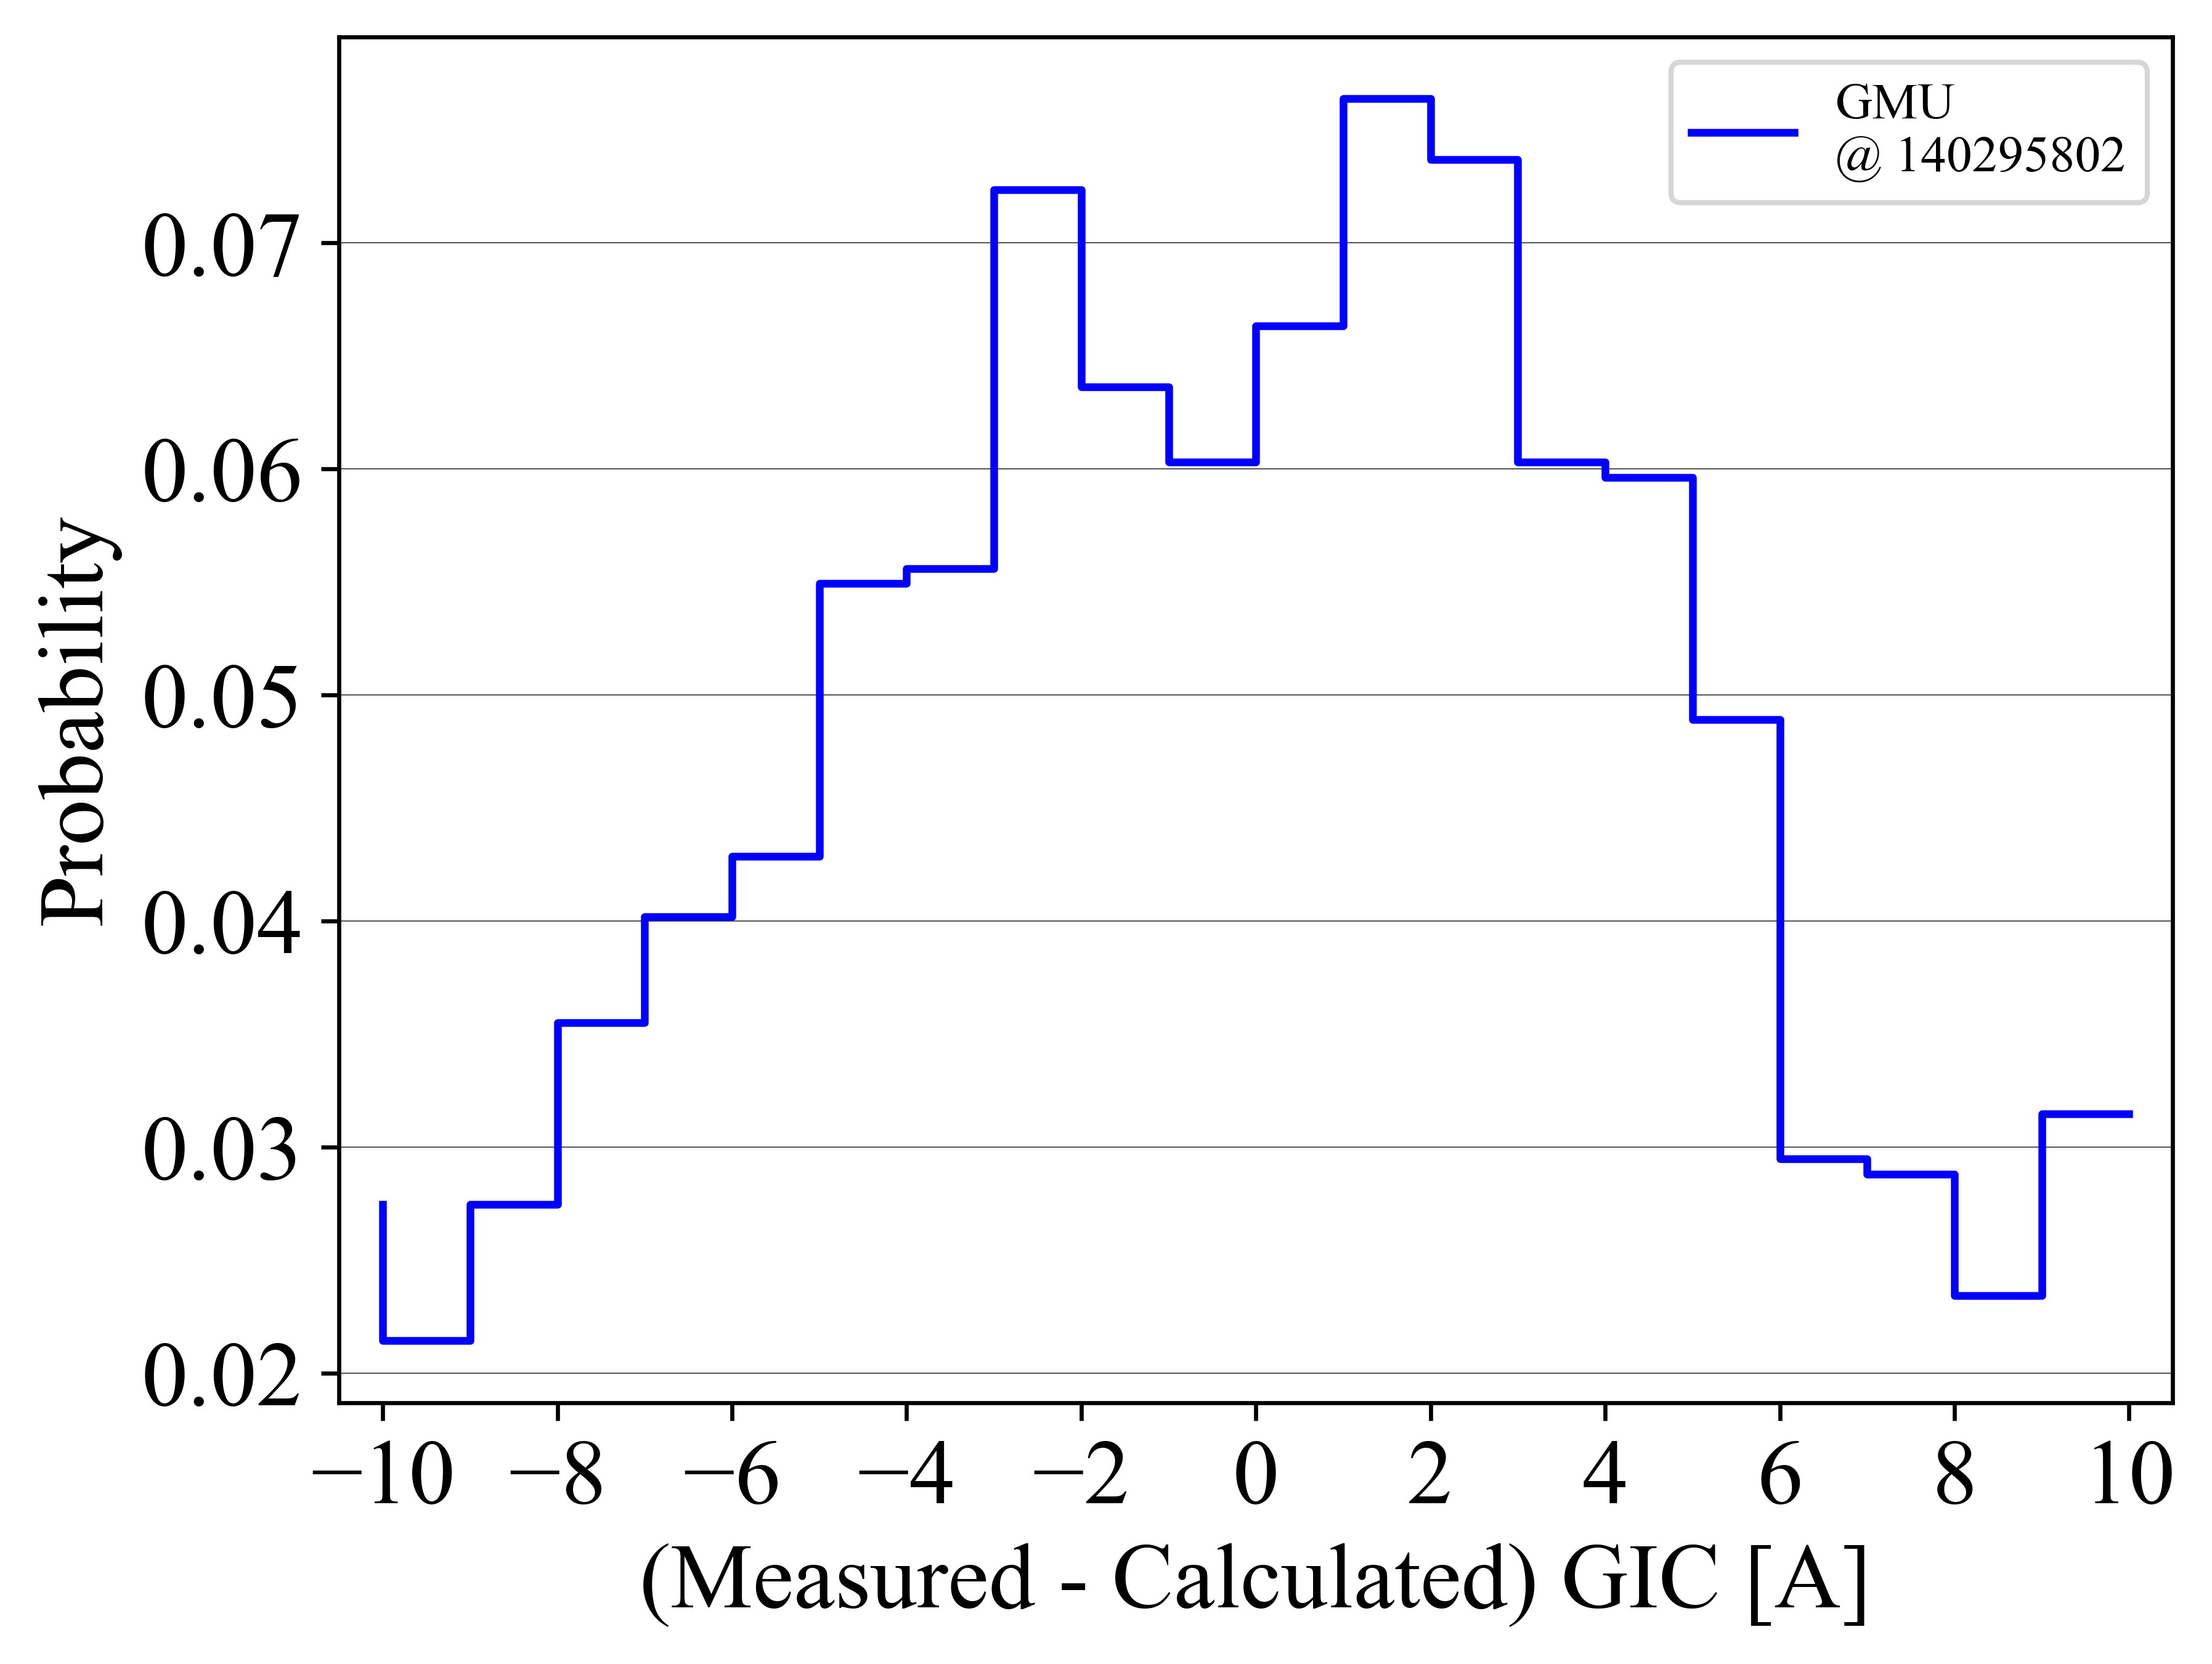 GMU
@ 140295802
0.07
0.06
0.05
0.04
0.03
0.02
Probability
−10 −8 −6 −4 −2 0 2 4 6 8 10
(Measured - Calculated) GIC [A]